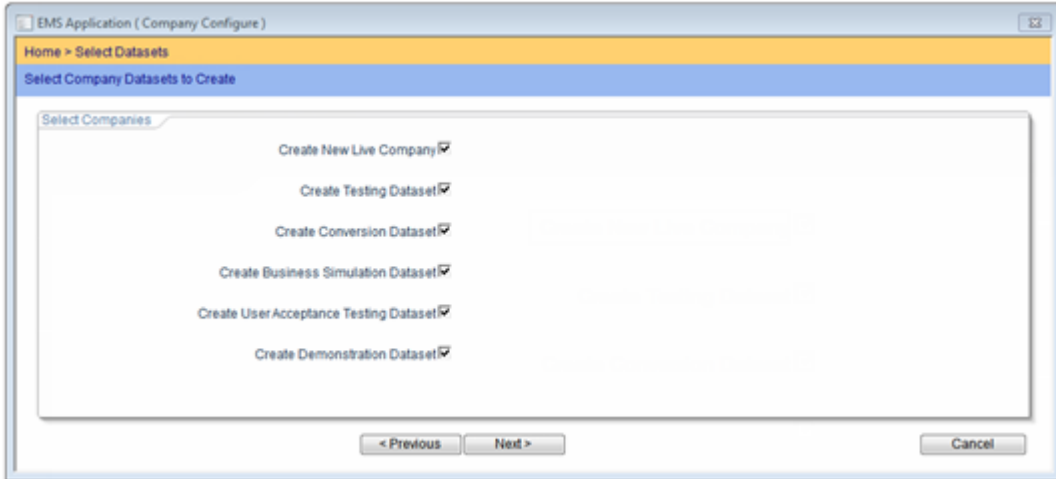 EMS Application ( Company Configure )
Home > Select Datasets
Select Company Datasets to Create
Select Companies
Create New Live Company
Create Testing Dataset
Create Conversion Dataset
Create Business Simulation Dataset
Create User Acceptance Testing Dataset
Create Demonstration Dataset
< Previous Next > Cancel